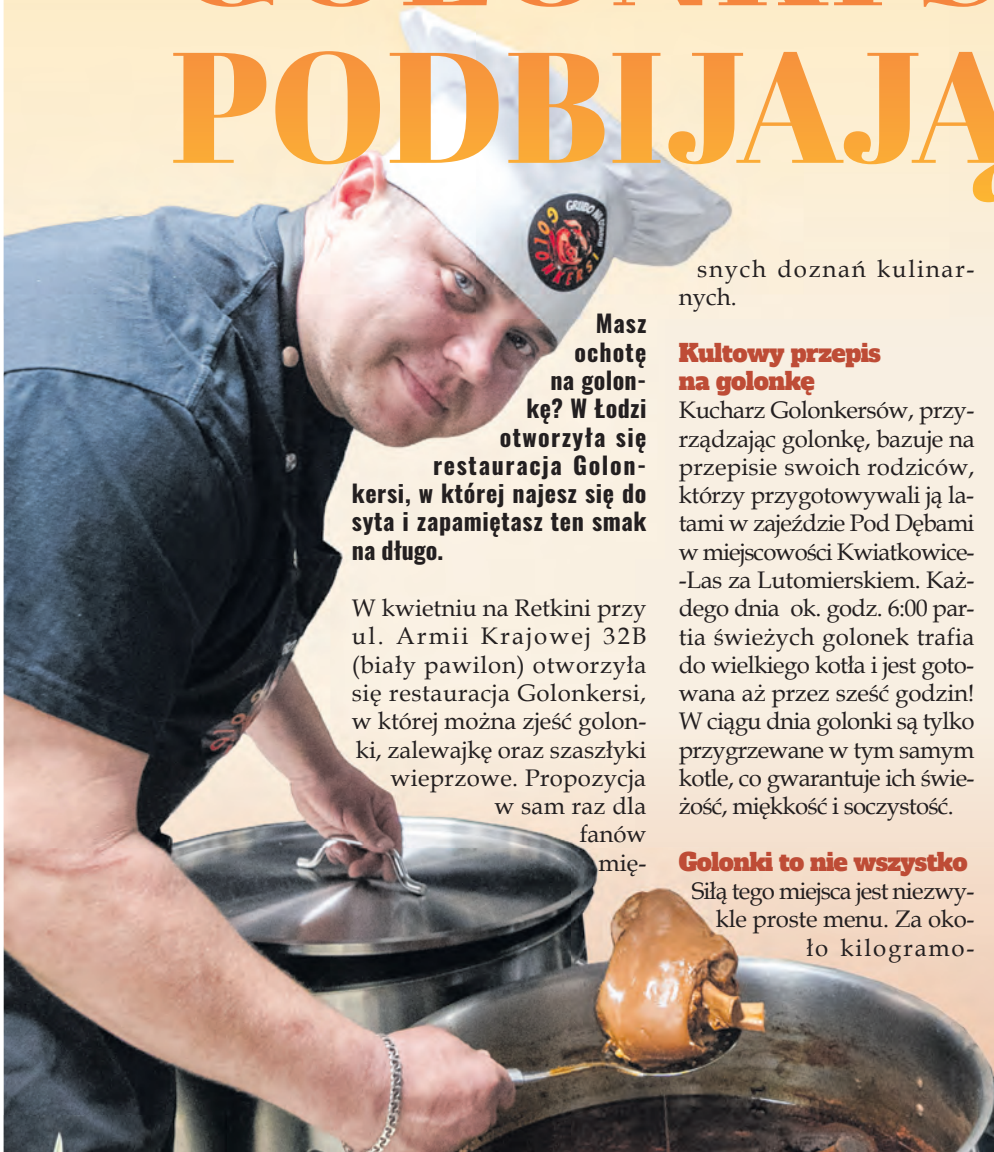 PODBIJAJĄ
GRUBO NA
GOLONKERSI
Masz
ochotę
na golon-
kę? W Łodzi
otworzyła się
restauracja Golon-
kersi, w której najesz się do
syta i zapamiętasz ten smak
na długo.
W kwietniu na Retkini przy
ul. Armii Krajowej 32B
(biały pawilon) otworzyła
się restauracja Golonkersi,
w której można zjeść golon-
ki, zalewajkę oraz szaszłyki
wieprzowe. Propozycja
w sam raz dla
fanów
mię-
snych doznań kulinar-
nych.
Kultowy przepis
na golonkę
Kucharz Golonkersów, przy-
rządzając golonkę, bazuje na
przepisie swoich rodziców,
którzy przygotowywali ją la-
tami w zajeździe Pod Dębami
w miejscowości Kwiatkowice-
-Las za Lutomierskiem. Każ-
dego dnia ok. godz. 6:00 par-
tia świeżych golonek trafia
do wielkiego kotła i jest goto-
wana aż przez sześć godzin!
W ciągu dnia golonki są tylko
przygrzewane w tym samym
kotle, co gwarantuje ich świe-
żość, miękkość i soczystość.
Golonki to nie wszystko
Siłą tego miejsca jest niezwy-
kle proste menu. Za oko-
ło kilogramo-